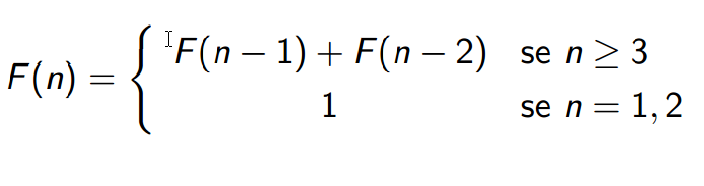 F(n) = { F(n − 1) + F(n − 2) se n ≥ 3
1 se n = 1, 2